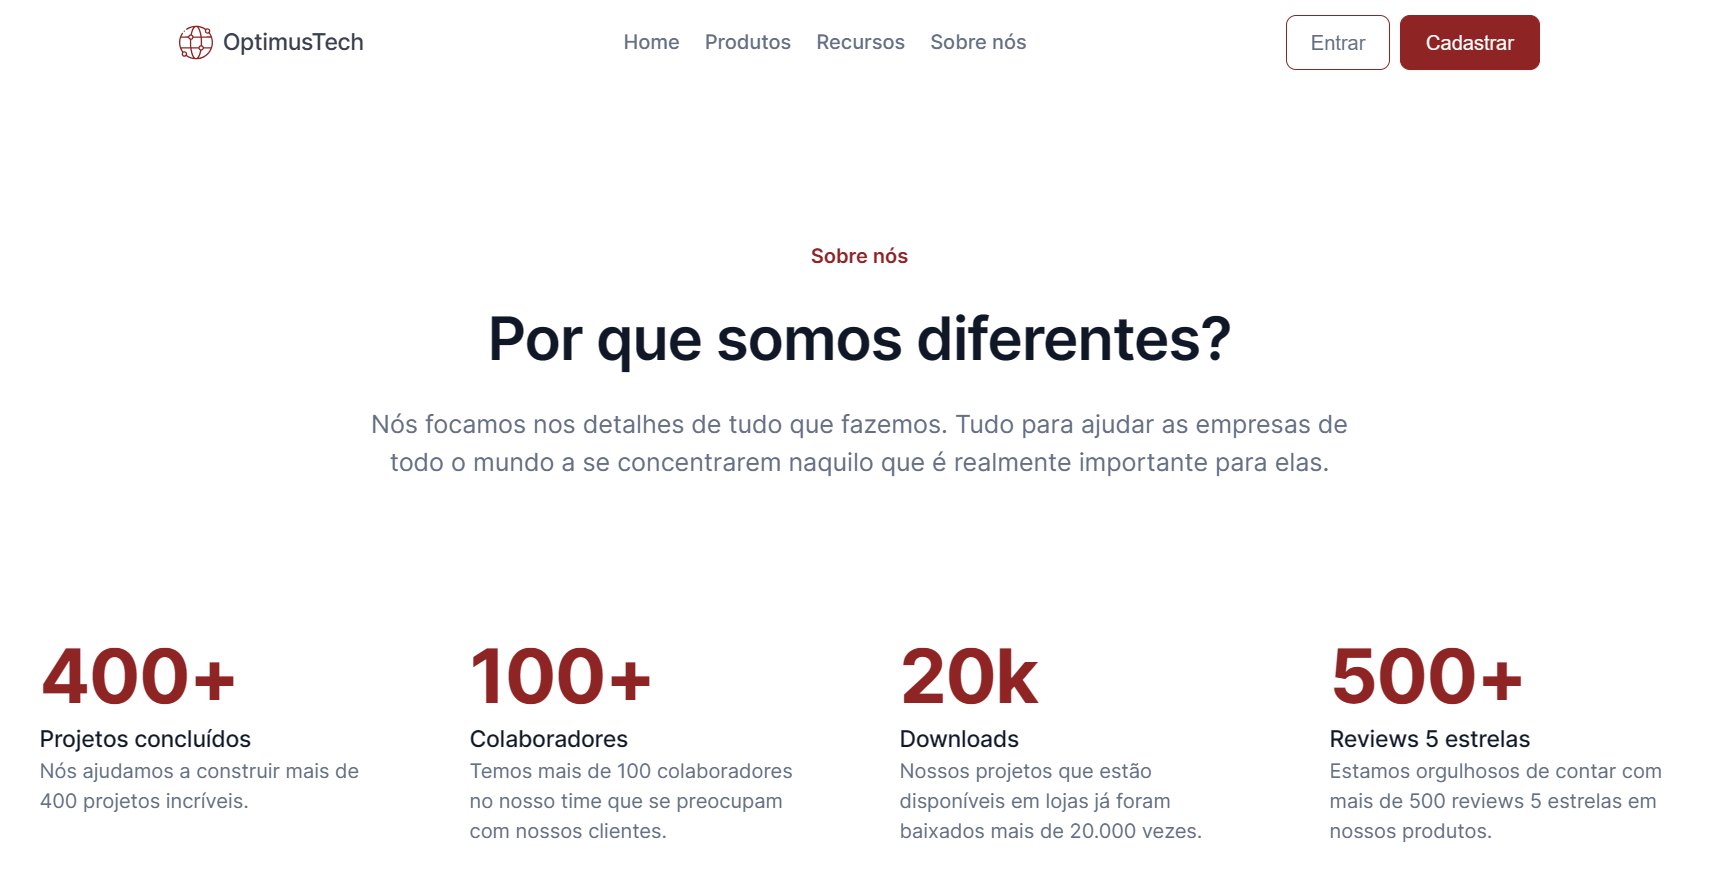 OptimusTech
Home Produtos Recursos Sobre nós
Entrar
Cadastrar
Sobre nós
Por que somos diferentes?
Nós focamos nos detalhes de tudo que fazemos. Tudo para ajudar as empresas de
todo o mundo a se concentrarem naquilo que é realmente importante para elas.
400+
Projetos concluídos
Nós ajudamos a construir mais de
400 projetos incríveis.
100+
Colaboradores
Temos mais de 100 colaboradores
no nosso time que se preocupam
com nossos clientes.
20k
Downloads
Nossos projetos que estão
disponíveis em lojas já foram
baixados mais de 20.000 vezes.
500+
Reviews 5 estrelas
Estamos orgulhosos de contar com
mais de 500 reviews 5 estrelas em
nossos produtos.